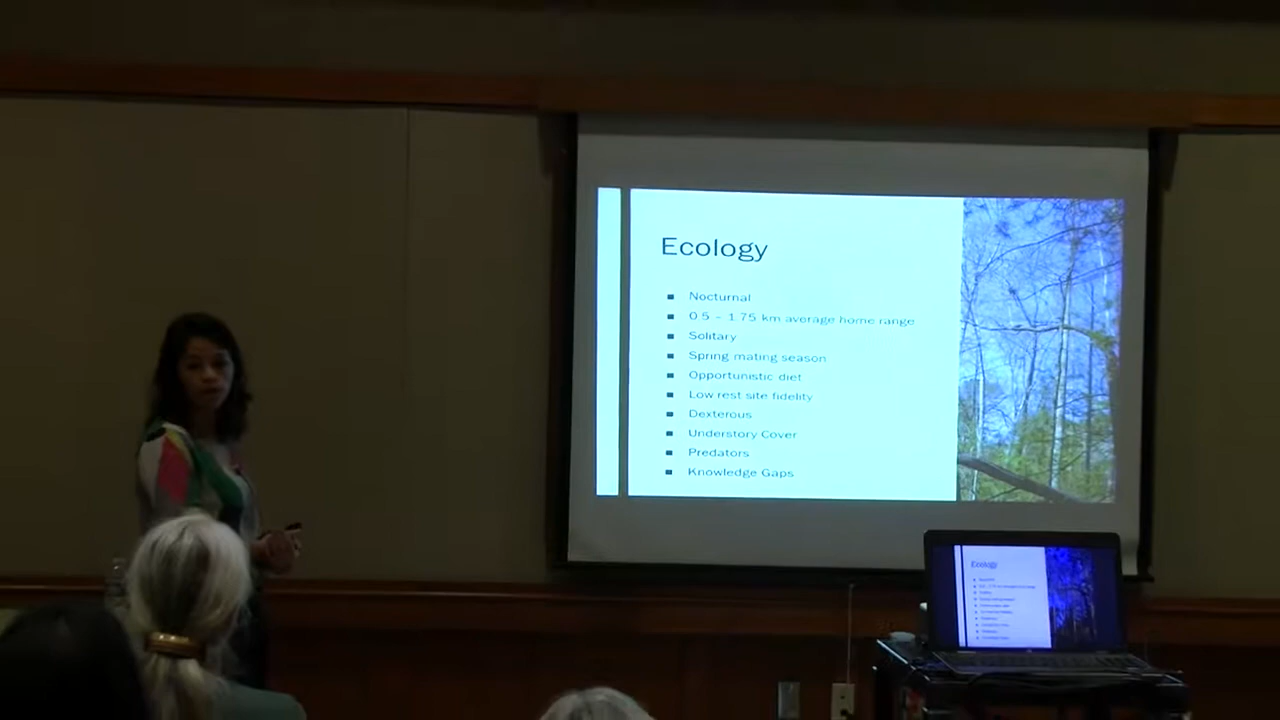 Ecology
■ Nocturnal
■ 0.5 – 1.75 km average home range
■ Solitary
■ Spring mating season
■ Opportunistic diet
■ Low rest site fidelity
■ Dexterous
■ Understory Cover
■ Predators
■ Knowledge Gaps
Ecology